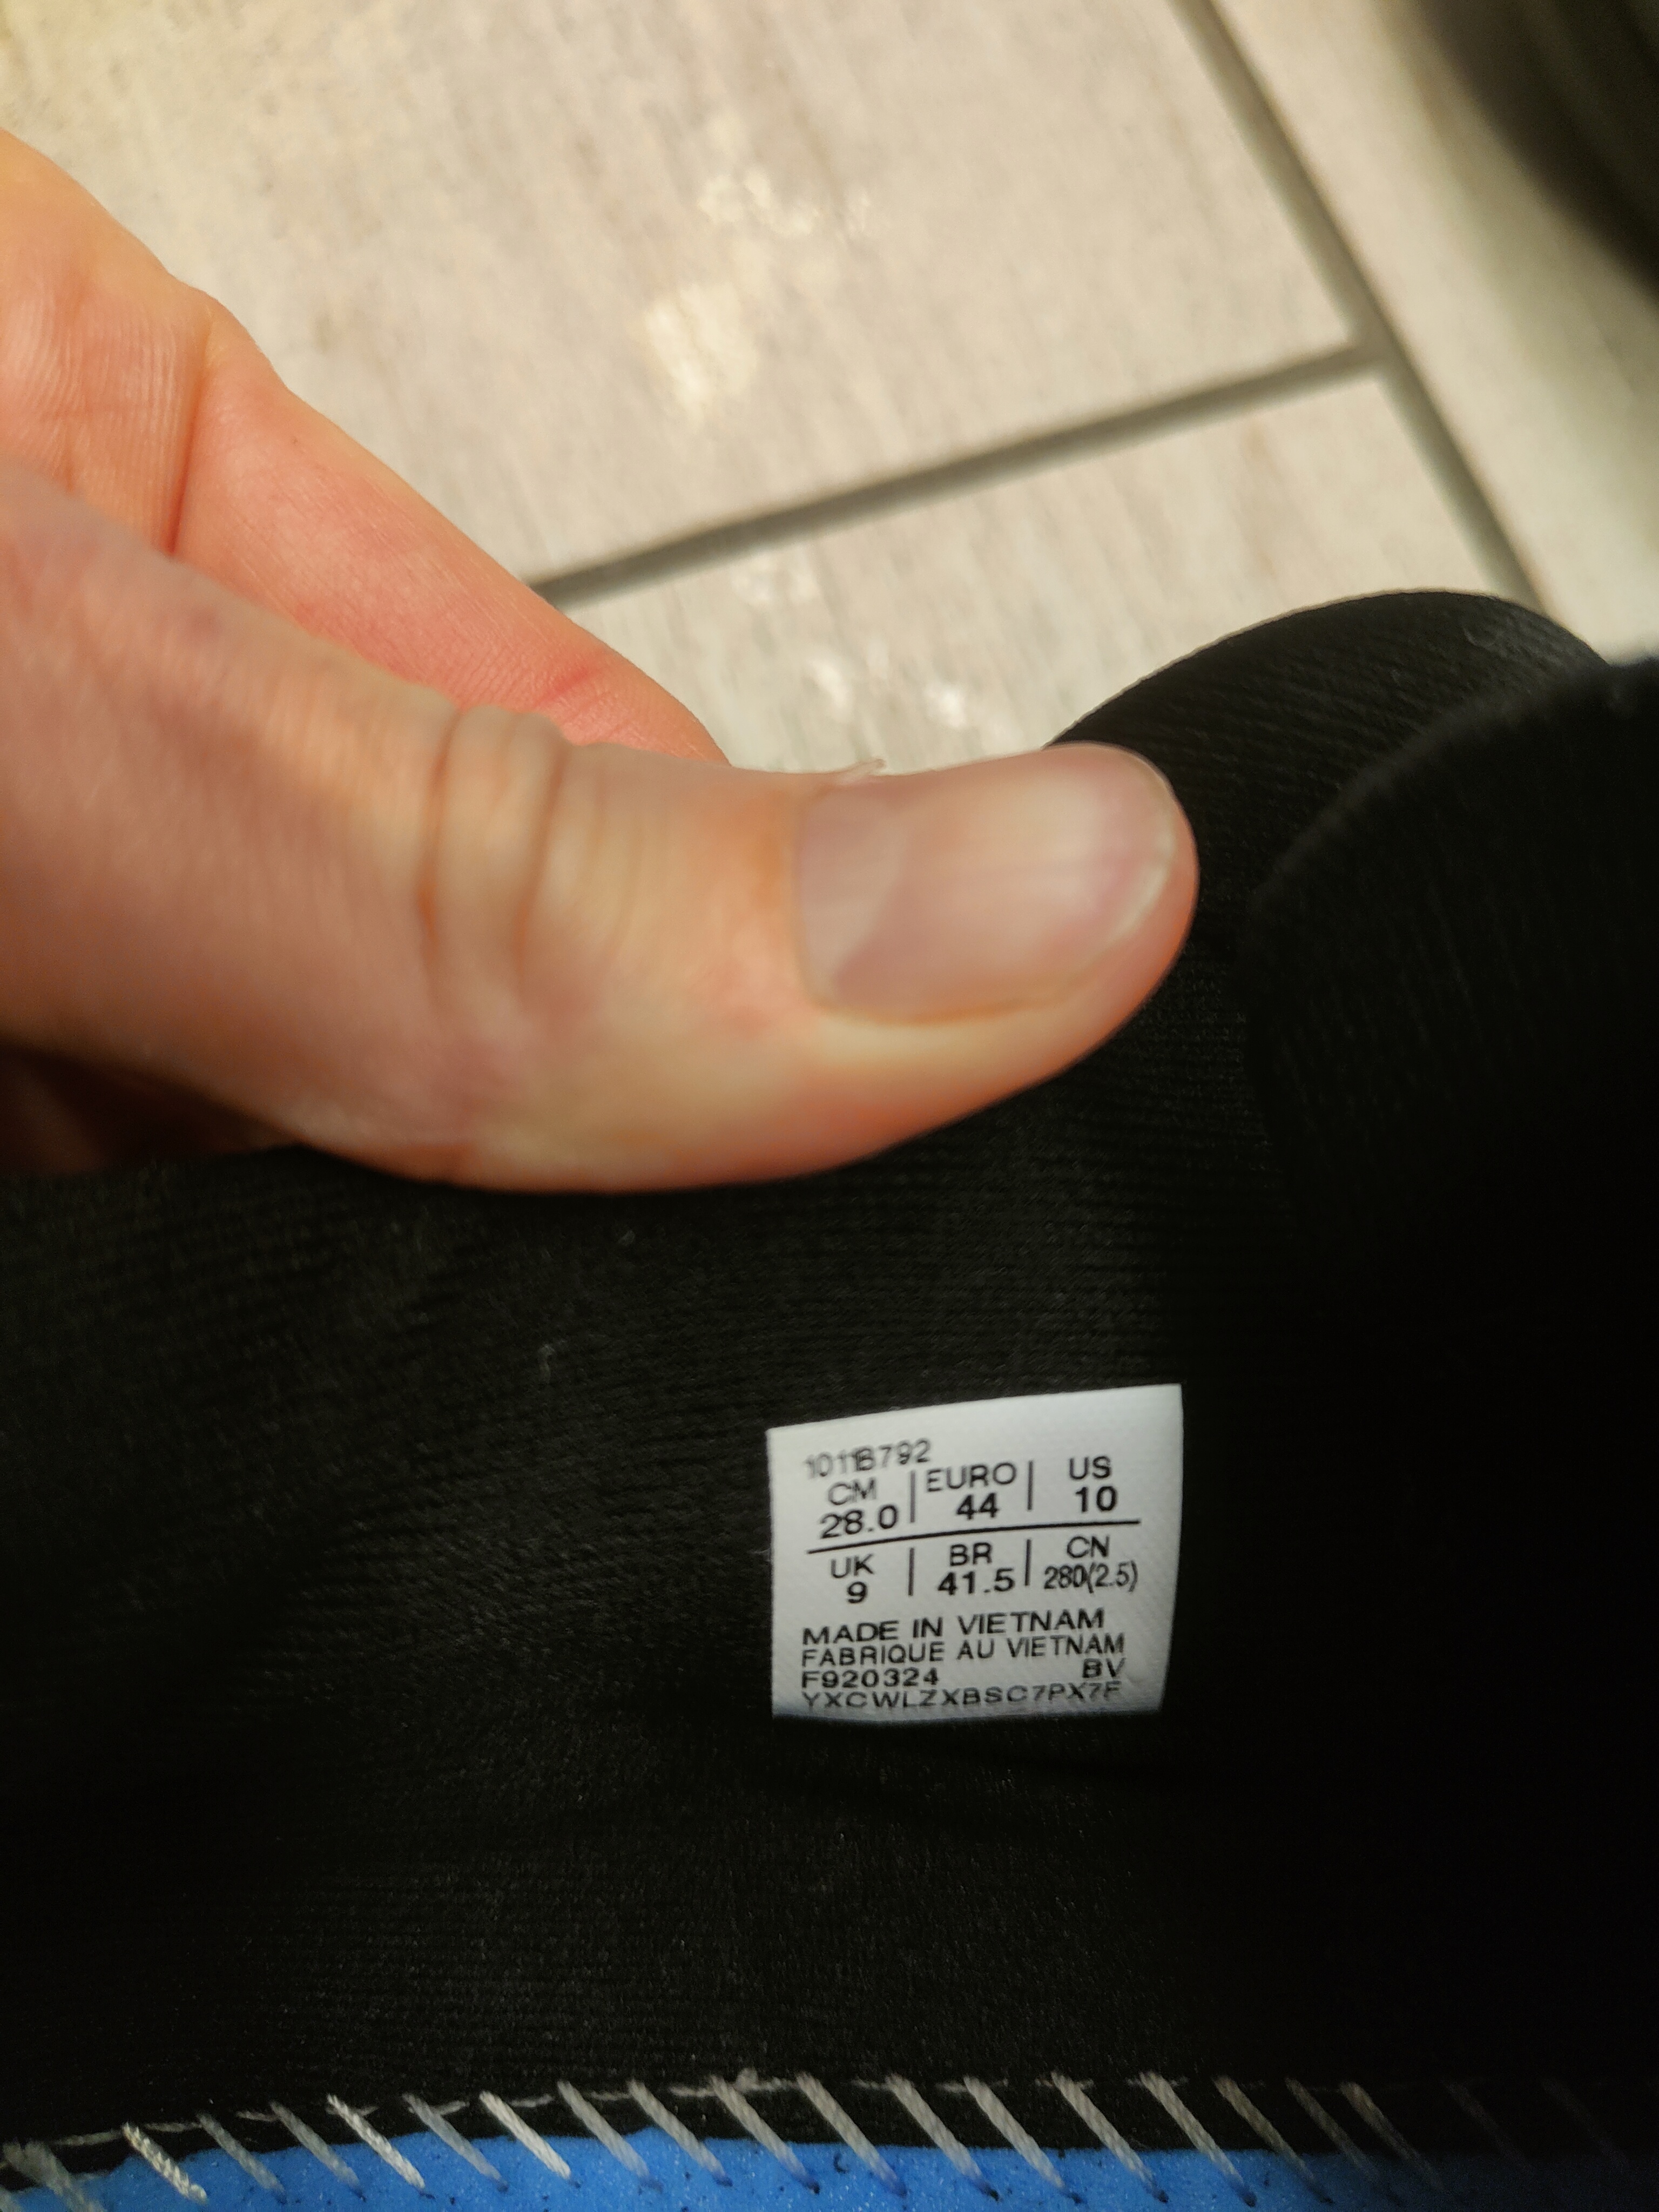 1011B792
CM | EURO | US
28.0 | 44 | 10
UK | BR | CN
9 | 41.5 | 280(2.5)
MADE IN VIETNAM
FABRIQUE AU VIETNAM
F920324 BV
YXCWLZXBSC7PX7F